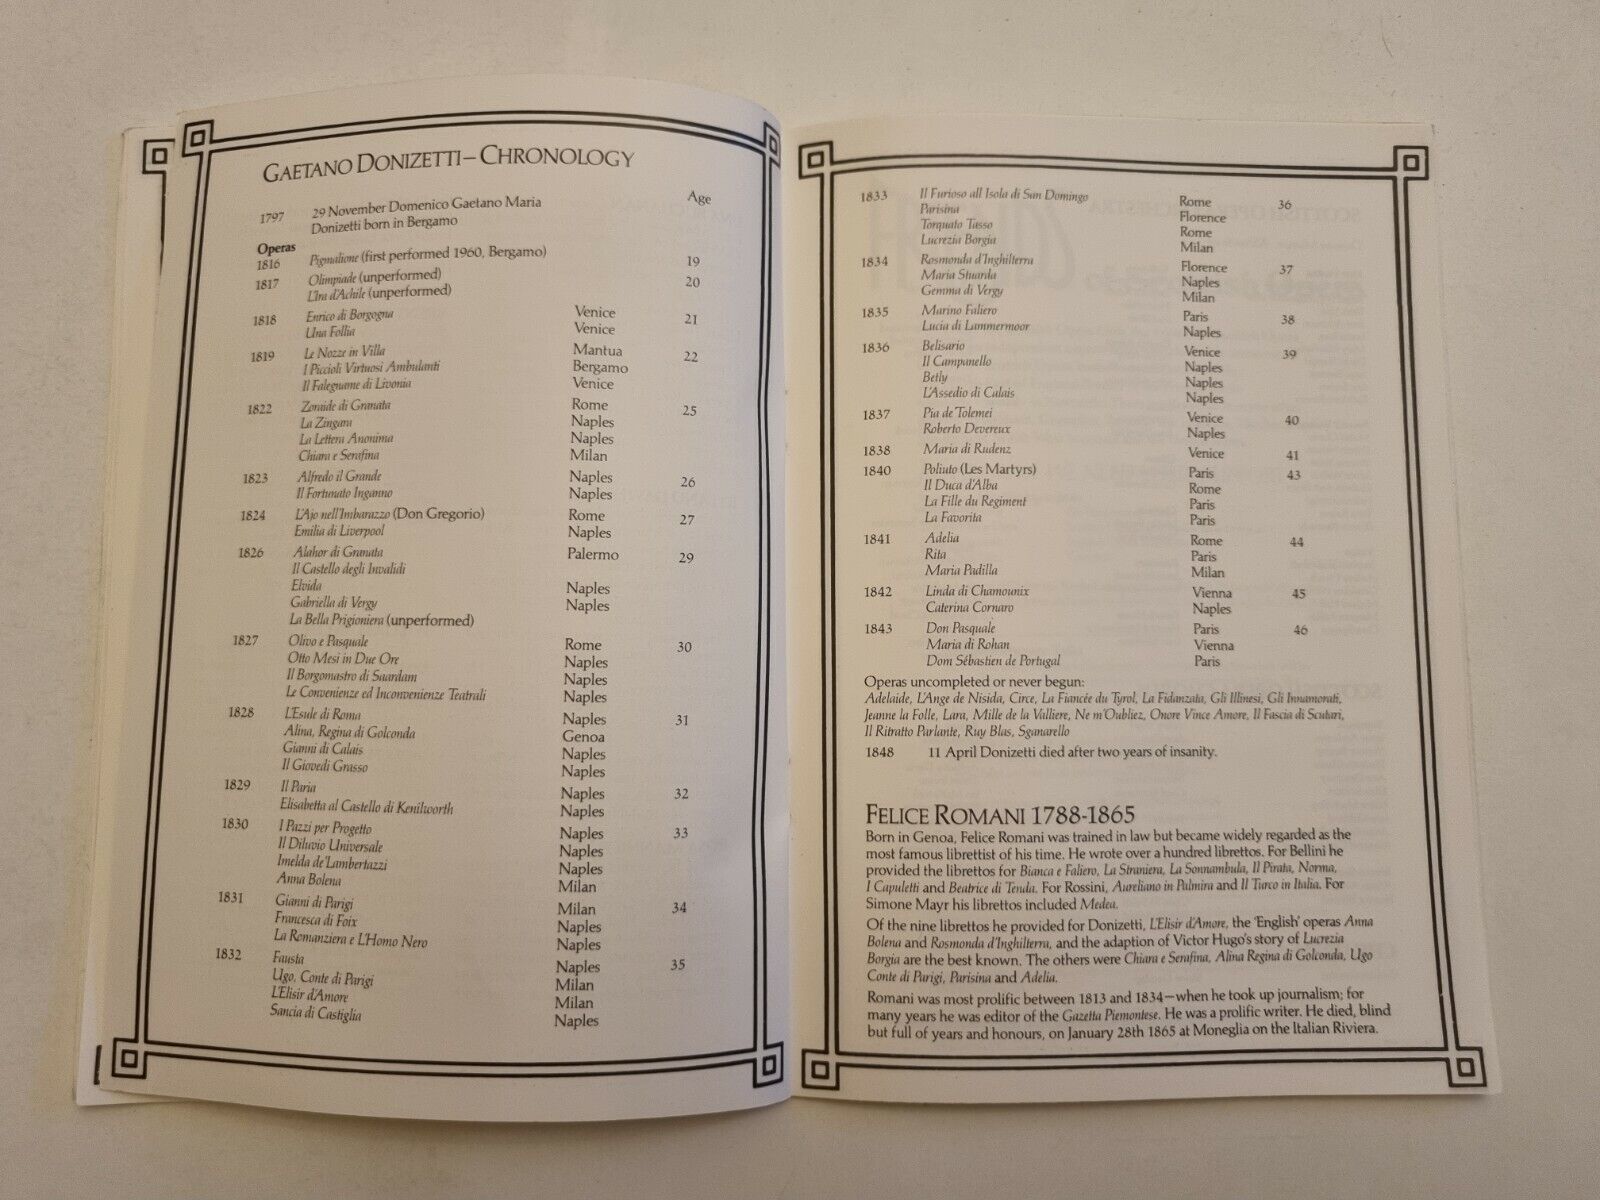 GAETANO DONIZETTI – CHRONOLOGY
Age
1797 29 November Domenico Gaetano Maria
Donizetti born in Bergamo
Operas
1816 Pigmalione (first performed 1960, Bergamo) 19
1817 Olimpiade (unperformed) 20
L'Ira d'Achile (unperformed)
1818 Enrico di Borgogna Venice 21
Una Follia Venice
1819 Le Nozze in Villa Mantua 22
I Piccioli Virtuosi Ambulanti Bergamo
Il Falegname di Livonia Venice
1822 Zoraide di Granata Rome 25
La Zingara Naples
La Lettera Anonima Naples
Chiara e Serafina Milan
1823 Alfredo il Grande Naples 26
Il Fortunato Inganno Naples
1824 L'Ajo nell'Imbarazzo (Don Gregorio) Rome 27
Emilia di Liverpool Naples
1826 Alahor di Granata Palermo 29
Il Castello degli Invalidi
Elvida Naples
Gabriella di Vergy Naples
La Bella Prigioniera (unperformed)
1827 Olivo e Pasquale Rome 30
Otto Mesi in Due Ore Naples
Il Borgomastro di Saardam Naples
Le Convenienze ed Inconvenienze Teatrali Naples
1828 L'Esule di Roma Naples 31
Alina, Regina di Golconda Genoa
Gianni di Calais Naples
Il Giovedi Grasso Naples
1829 Il Paria Naples 32
Elisabetta al Castello di Kenilworth Naples
1830 I Pazzi per Progetto Naples 33
Il Diluvio Universale Naples
Imelda de'Lambertazzi Naples
Anna Bolena Milan
1831 Gianni di Parigi Milan 34
Francesca di Foix Naples
La Romanziera e L'Homo Nero Naples
1832 Fausta Naples 35
Ugo, Conte di Parigi Milan
L'Elisir d'Amore Milan
Sancia di Castiglia Naples
1833 Il Furioso all Isola di San Domingo Rome 36
Parisina Florence
Torquato Tasso Rome
Lucrezia Borgia Milan
1834 Rosmonda d'Inghilterra Florence 37
Maria Stuarda Naples
Gemma di Vergy Milan
1835 Marino Faliero Paris 38
Lucia di Lammermoor Naples
1836 Belisario Venice 39
Il Campanello Naples
Betly Naples
L'Assedio di Calais Naples
1837 Pia de'Tolemei Venice 40
Roberto Devereux Naples
1838 Maria di Rudenz Venice 41
1840 Poliuto (Les Martyrs) Paris 43
Il Duca d'Alba Rome
La Fille du Regiment Paris
La Favorita Paris
1841 Adelia Rome 44
Rita Paris
Maria Padilla Milan
1842 Linda di Chamounix Vienna 45
Caterina Cornaro Naples
1843 Don Pasquale Paris 46
Maria di Rohan Vienna
Dom Sébastien de Portugal Paris
Operas uncompleted or never begun:
Adelaide, L'Ange de Nisida, Circe, La Fiancée du Tyrol, La Fidanzata, Gli Illinesi, Gli Innamorati,
Jeanne la Folle, Lara, Mille de la Valliere, Ne m'Oubliez, Onore Vince Amore, Il Fascia di Scutari,
Il Ritratto Parlante, Ruy Blas, Sganarello
1848 11 April Donizetti died after two years of insanity.
FELICE ROMANI 1788-1865
Born in Genoa, Felice Romani was trained in law but became widely regarded as the
most famous librettist of his time. He wrote over a hundred librettos. For Bellini he
provided the librettos for Bianca e Faliero, La Straniera, La Sonnambula, Il Pirata, Norma,
I Capuletti and Beatrice di Tenda. For Rossini, Aureliano in Palmira and Il Turco in Italia. For
Simone Mayr his librettos included Medea.
Of the nine librettos he provided for Donizetti, L'Elisir d'Amore, the 'English' operas Anna
Bolena and Rosmonda d'Inghilterra, and the adaption of Victor Hugo's story of Lucrezia
Borgia are the best known. The others were Chiara e Serafina, Alina Regina di Golconda, Ugo
Conte di Parigi, Parisina and Adelia.
Romani was most prolific between 1813 and 1834—when he took up journalism; for
many years he was editor of the Gazetta Piemontese. He was a prolific writer. He died, blind
but full of years and honours, on January 28th 1865 at Moneglia on the Italian Riviera.